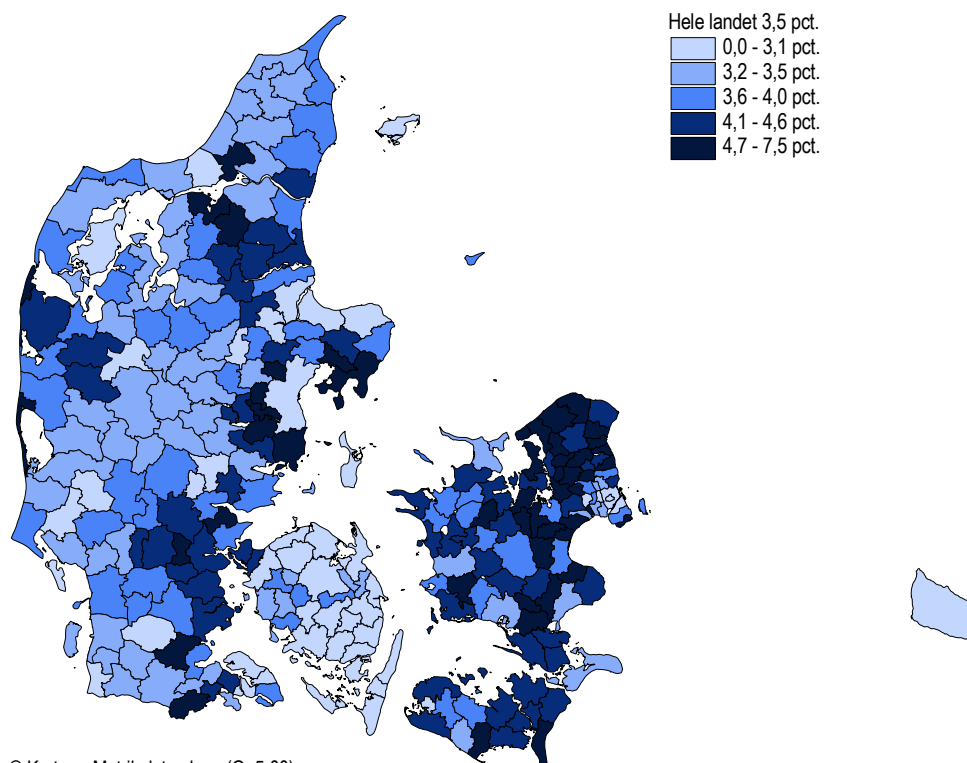 Hele landet 3,5 pct.
0,0 - 3,1 pct.
3,2 - 3,5 pct.
3,6 - 4,0 pct.
4,1 - 4,6 pct.
4,7 - 7,5 pct.